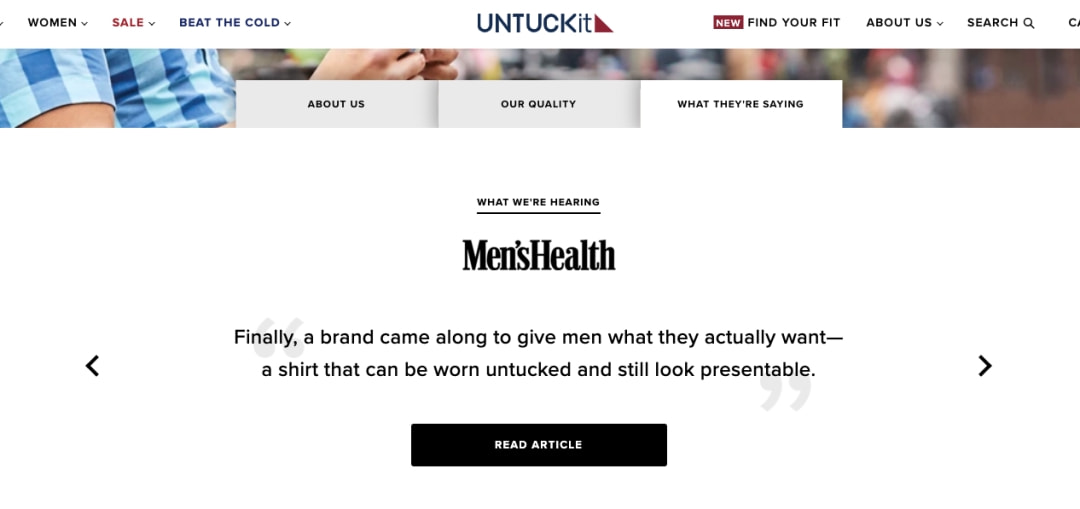 WOMEN SALE BEAT THE COLD UNTUCKit NEW FIND YOUR FIT ABOUT US SEARCH
ABOUT US OUR QUALITY WHAT THEY'RE SAYING
WHAT WE'RE HEARING
Men'sHealth
“Finally, a brand came along to give men what they actually want—
a shirt that can be worn untucked and still look presentable.”
READ ARTICLE